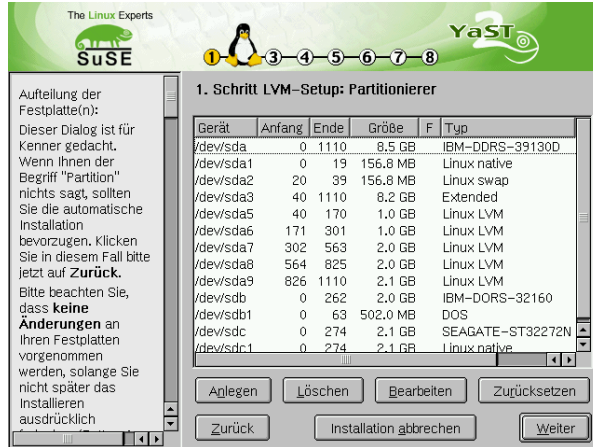 The Linux Experts
SuSE
YaST
2
1 3 4 5 6 7 8
Aufteilung der
Festplatte(n):
Dieser Dialog ist für
Kenner gedacht.
Wenn Ihnen der
Begriff "Partition"
nichts sagt, sollten
Sie die automatische
Installation
bevorzugen. Klicken
Sie in diesem Fall bitte
jetzt auf Zurück.
Bitte beachten Sie,
dass keine
Änderungen an
Ihren Festplatten
vorgenommen
werden, solange Sie
nicht später das
Installieren
ausdrücklich
1. Schritt LVM-Setup: Partitionierer
Gerät Anfang Ende Größe F Typ
/dev/sda 0 1110 8.5 GB IBM-DDRS-39130D
/dev/sda1 0 19 156.8 MB Linux native
/dev/sda2 20 39 156.8 MB Linux swap
/dev/sda3 40 1110 8.2 GB Extended
/dev/sda5 40 170 1.0 GB Linux LVM
/dev/sda6 171 301 1.0 GB Linux LVM
/dev/sda7 302 563 2.0 GB Linux LVM
/dev/sda8 564 825 2.0 GB Linux LVM
/dev/sda9 826 1110 2.1 GB Linux LVM
/dev/sdb 0 262 2.0 GB IBM-DORS-32160
/dev/sdb1 0 63 502.0 MB DOS
/dev/sdc 0 274 2.1 GB SEAGATE-ST32272N
/dev/sdc1 0 274 2.1 GB Linux native
Anlegen Löschen Bearbeiten Zurücksetzen
Zurück Installation abbrechen Weiter